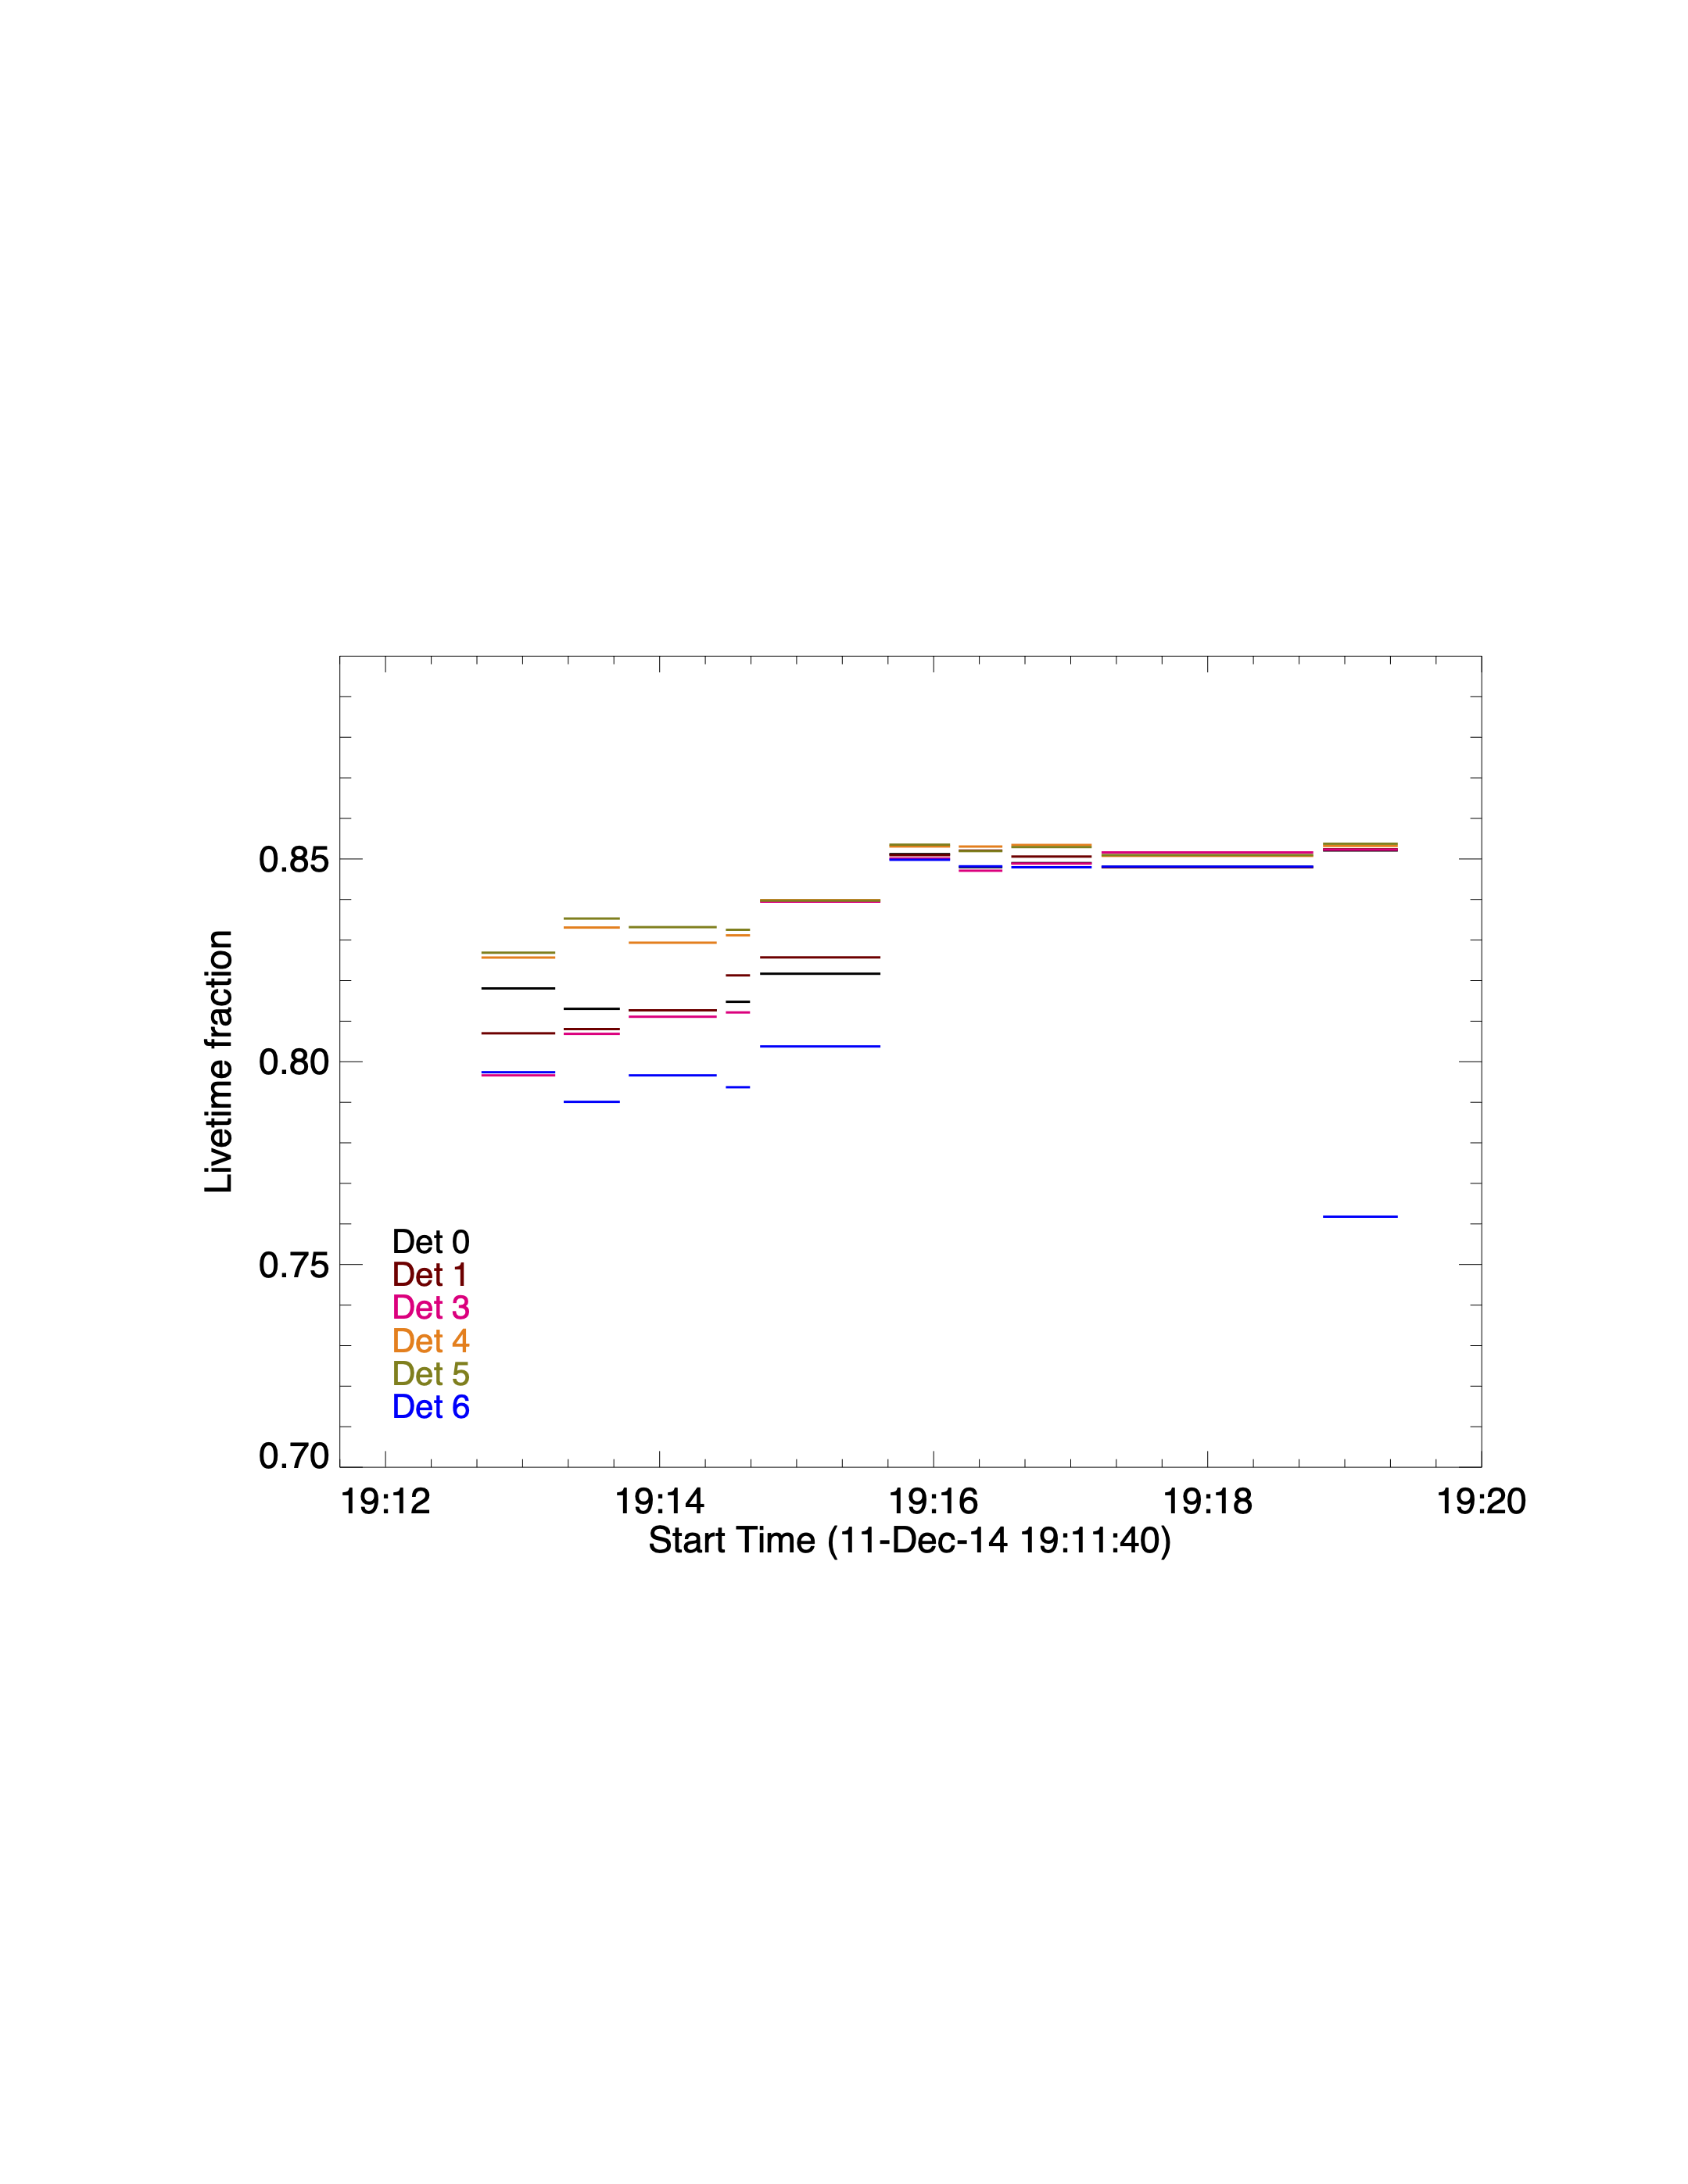 Livetime fraction
0.85
0.80
0.75
0.70
Det 0
Det 1
Det 3
Det 4
Det 5
Det 6
19:12 19:14 19:16 19:18 19:20
Start Time (11-Dec-14 19:11:40)